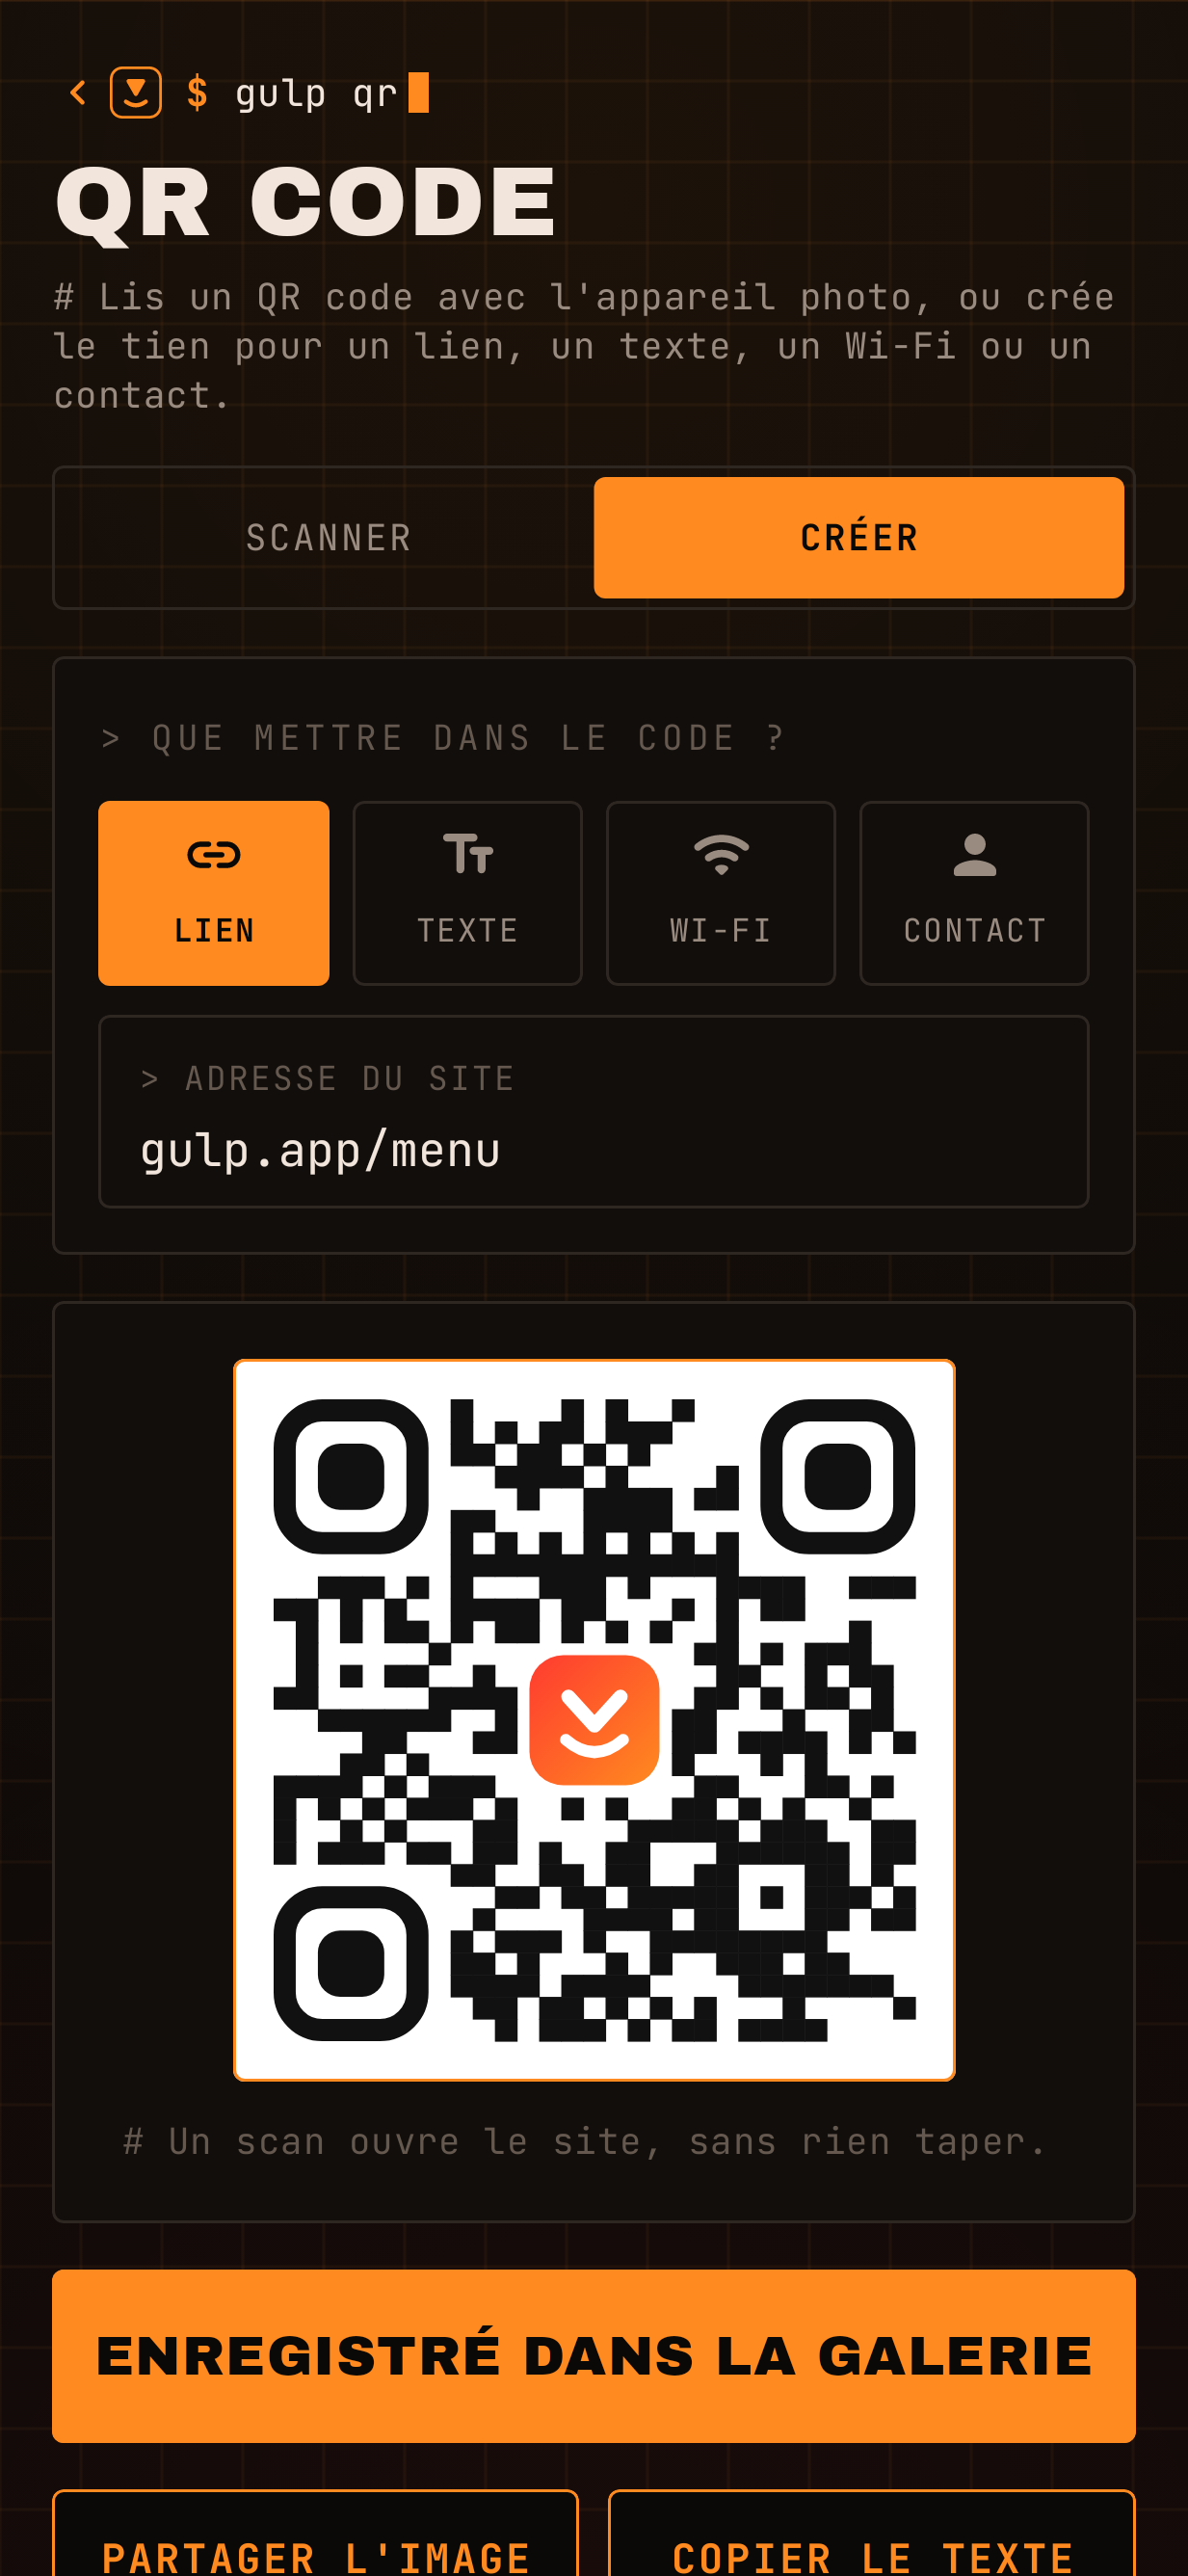 $ gulp qr
QR CODE
# Lis un QR code avec l'appareil photo, ou crée
le tien pour un lien, un texte, un Wi-Fi ou un
contact.
SCANNER
CRÉER
> QUE METTRE DANS LE CODE ?
LIEN
TEXTE
WI-FI
CONTACT
> ADRESSE DU SITE
gulp.app/menu
# Un scan ouvre le site, sans rien taper.
ENREGISTRÉ DANS LA GALERIE
PARTAGER L'IMAGE
COPIER LE TEXTE